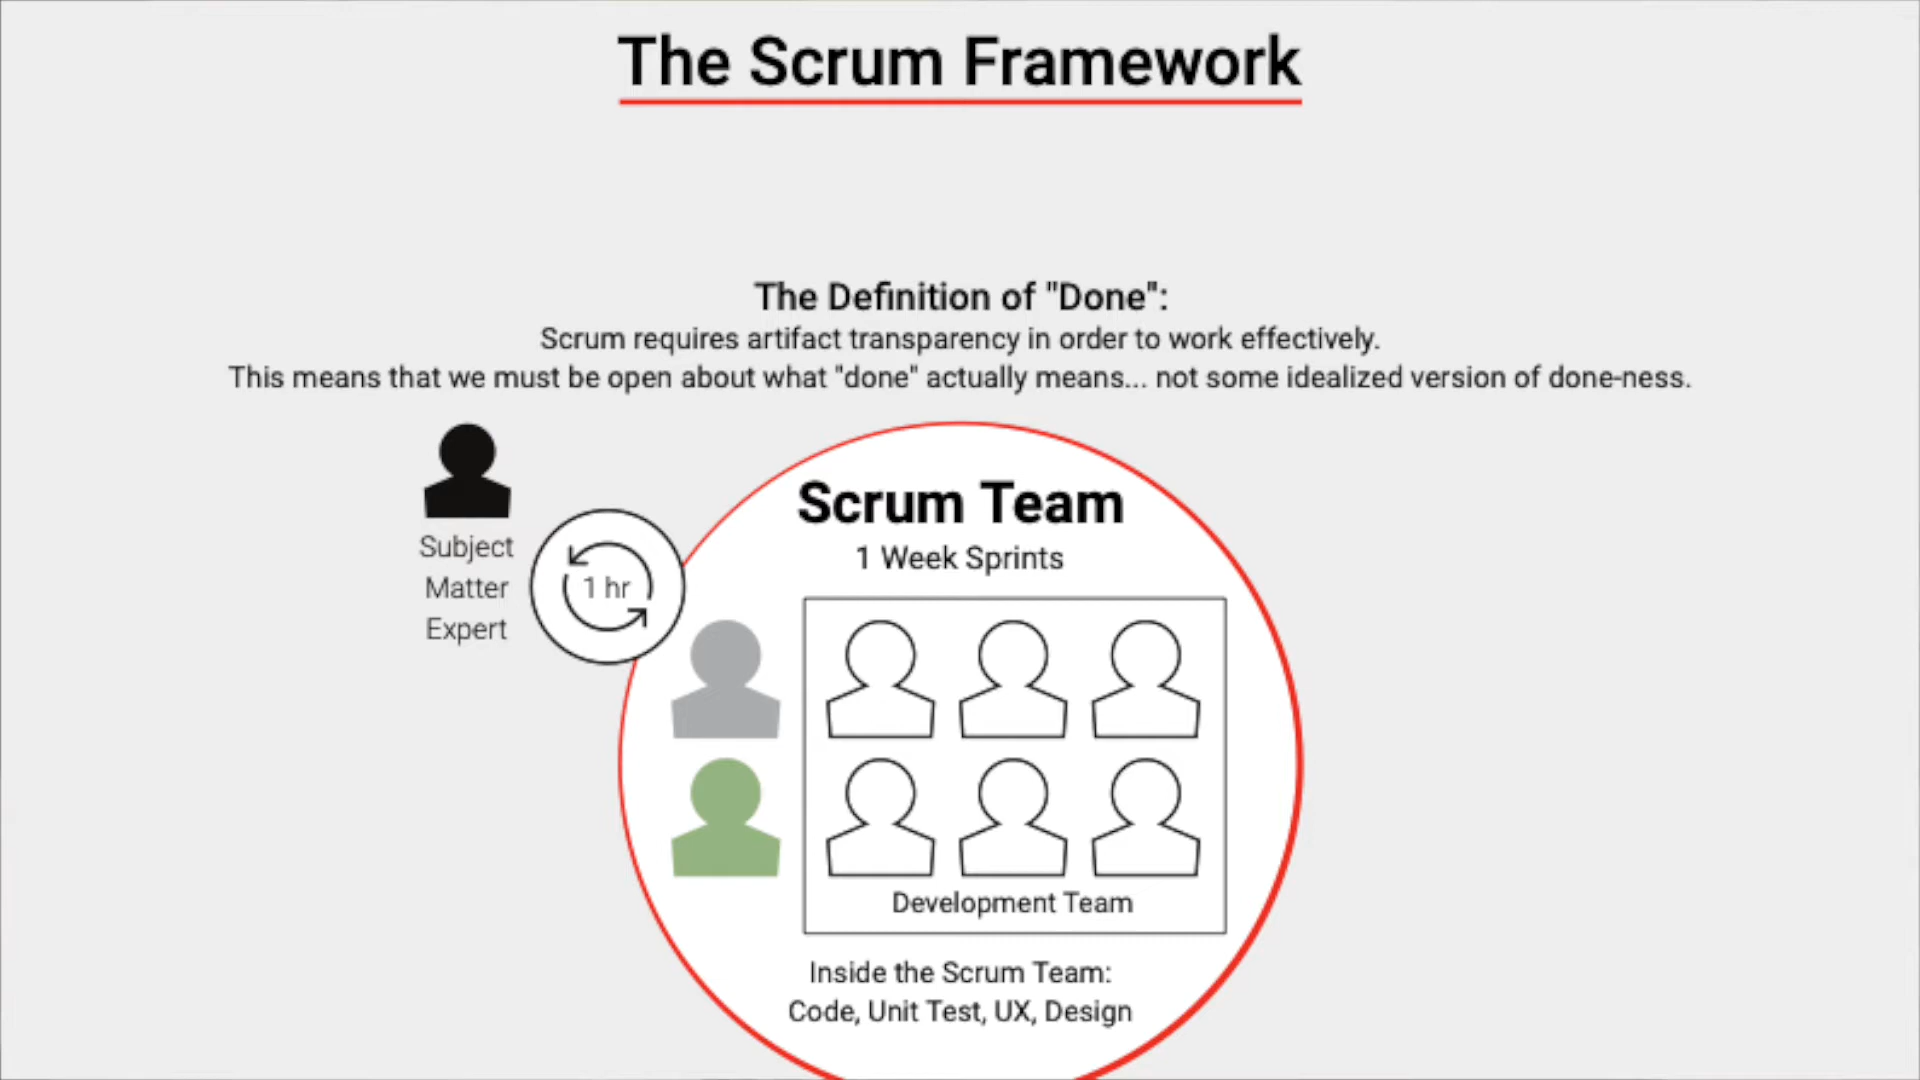 The Scrum Framework
The Definition of "Done":
Scrum requires artifact transparency in order to work effectively.
This means that we must be open about what "done" actually means... not some idealized version of done-ness.
Subject
Matter
Expert
1 hr
Scrum Team
1 Week Sprints
Development Team
Inside the Scrum Team:
Code, Unit Test, UX, Design